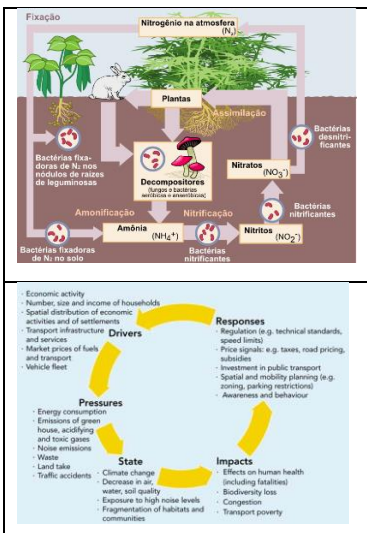 Fixação
Nitrogênio na atmosfera
(N₂)
Plantas
Assimilação
Bactérias
desnitri-
ficantes
Bactérias fixa-
doras de N₂ nos
nódulos de raízes
de leguminosas
Decompositores
(fungos e bactérias
aeróbias e anaeróbias)
Nitratos
(NO₃⁻)
Amonificação
Nitrificação
Bactérias
nitrificantes
Amônia
(NH₄⁺)
Nitritos
(NO₂⁻)
Bactérias fixadoras
de N₂ no solo
Bactérias
nitrificantes
· Economic activity
· Number, size and income of households
· Spatial distribution of economic
activities and of settlements
· Transport infrastructure
and services
· Market prices of fuels
and transport
· Vehicle fleet
Drivers
Responses
· Regulation (e.g. technical standards,
speed limits)
· Price signals: e.g. taxes, road pricing,
subsidies
· Investment in public transport
· Spatial and mobility planning (e.g.
zoning, parking restrictions)
· Awareness and behaviour
Pressures
· Energy consumption
· Emissions of green
house, acidifying
and toxic gases
· Noise emissions
· Waste
· Land take
· Traffic accidents
State
· Climate change
· Decrease in air,
water, soil quality
· Exposure to high noise levels
· Fragmentation of habitats and
communities
Impacts
· Effects on human health
(including fatalities)
· Biodiversity loss
· Congestion
· Transport poverty